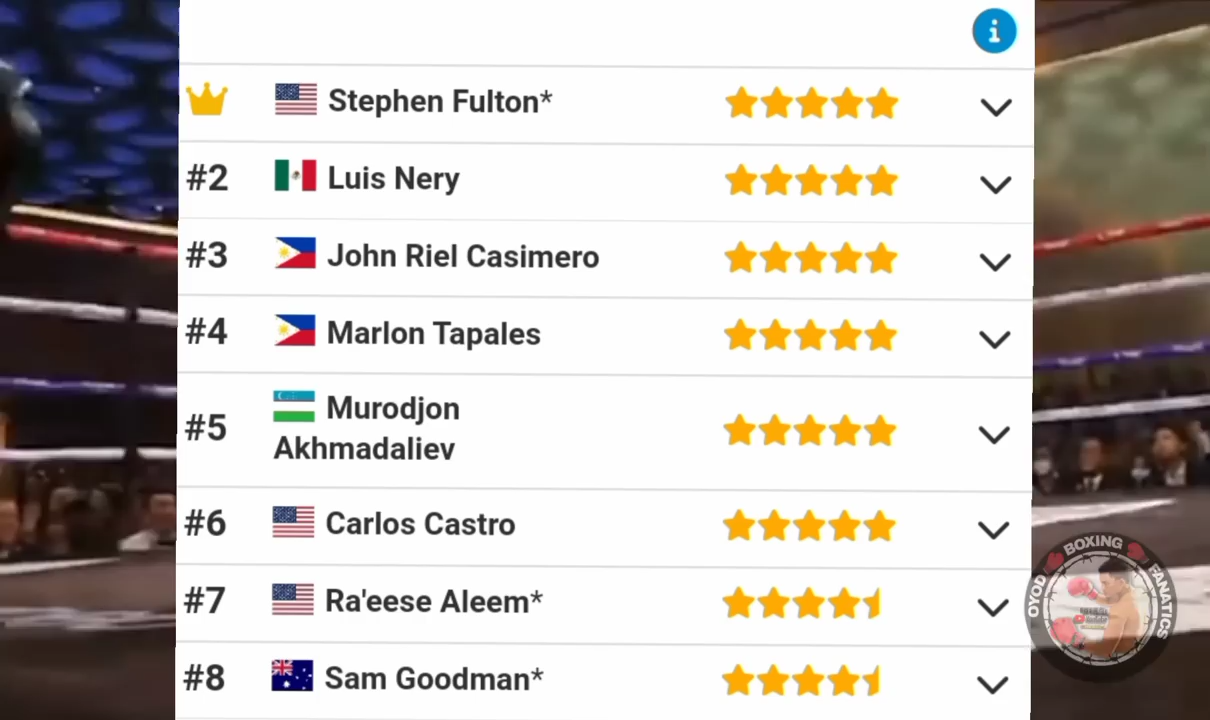 i
Stephen Fulton*
#2 Luis Nery
#3 John Riel Casimero
#4 Marlon Tapales
#5 Murodjon
Akhmadaliev
#6 Carlos Castro
#7 Ra'eese Aleem*
#8 Sam Goodman*
OYOD BOXING FANATICS